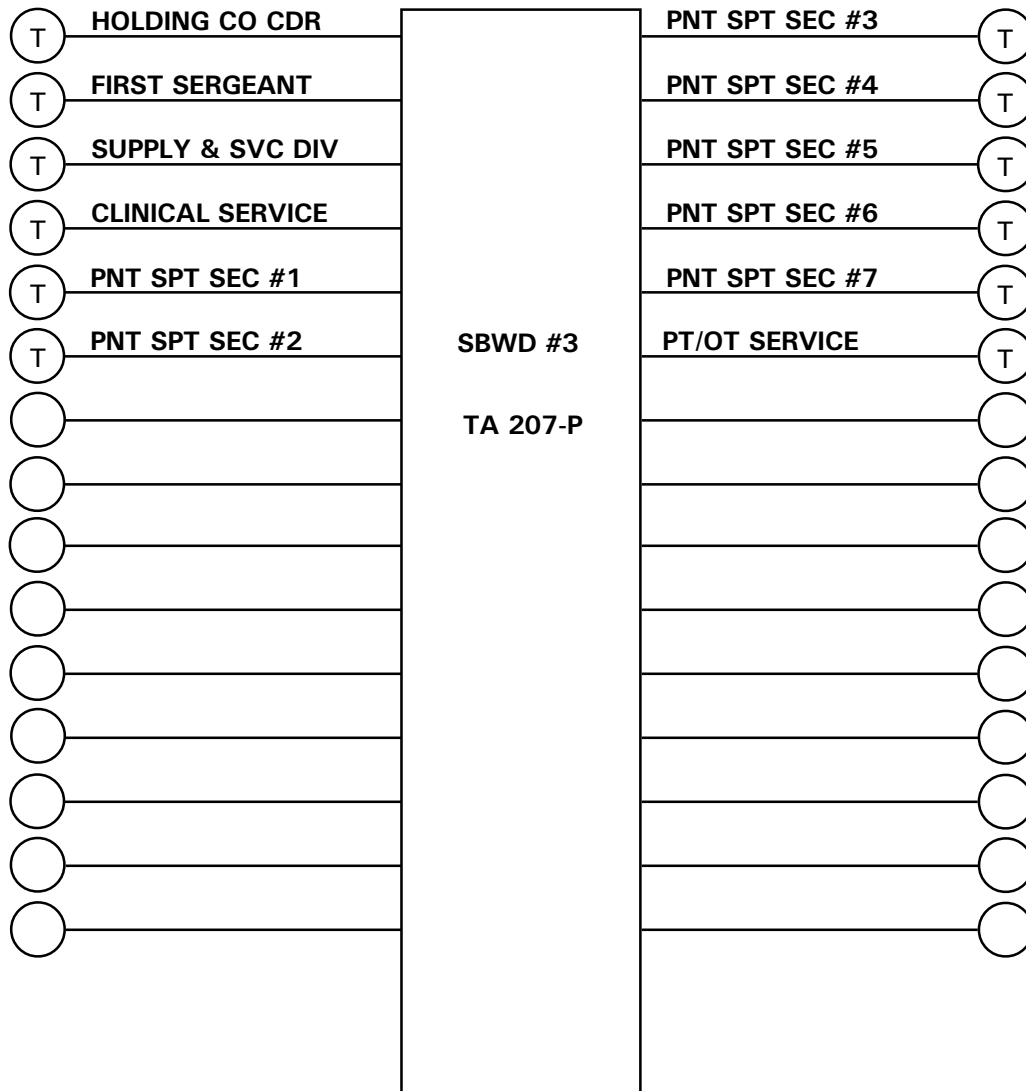 T HOLDING CO CDR
T FIRST SERGEANT
T SUPPLY & SVC DIV
T CLINICAL SERVICE
T PNT SPT SEC #1
T PNT SPT SEC #2
SBWD #3
TA 207-P
PNT SPT SEC #3 T
PNT SPT SEC #4 T
PNT SPT SEC #5 T
PNT SPT SEC #6 T
PNT SPT SEC #7 T
PT/OT SERVICE T